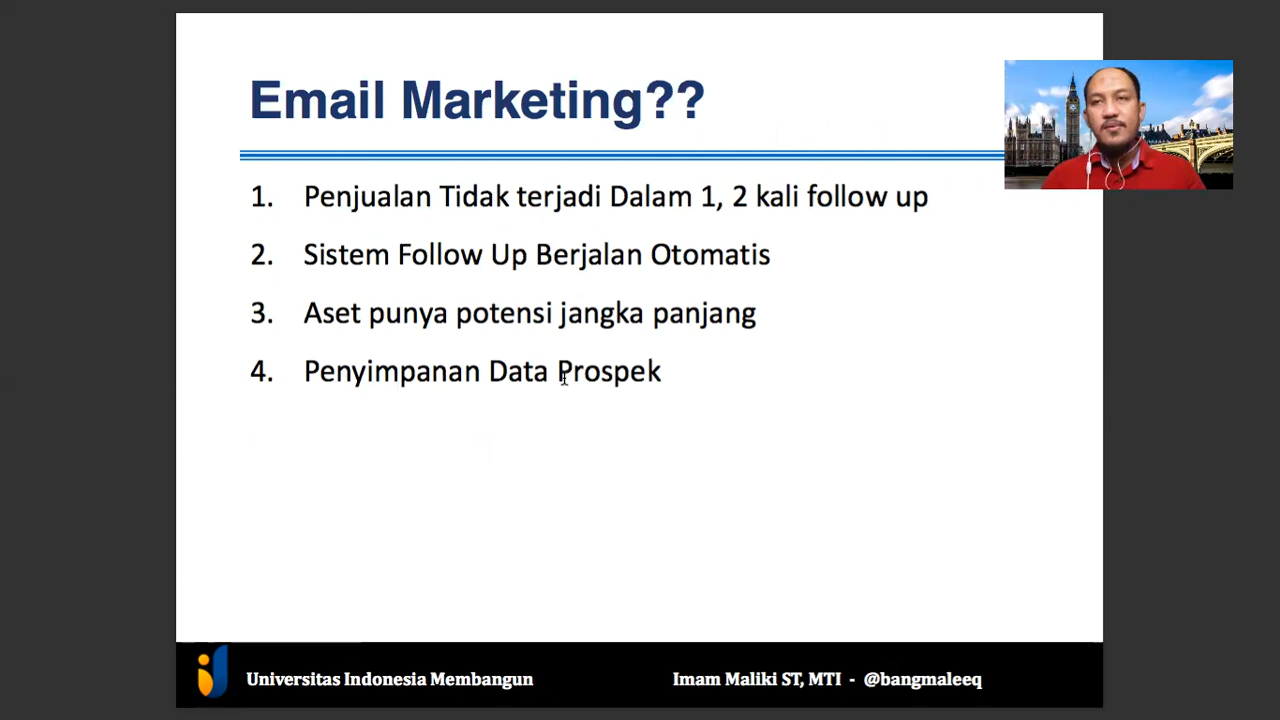 Email Marketing??
1. Penjualan Tidak terjadi Dalam 1, 2 kali follow up
2. Sistem Follow Up Berjalan Otomatis
3. Aset punya potensi jangka panjang
4. Penyimpanan Data Prospek
Universitas Indonesia Membangun Imam Maliki ST, MTI - @bangmaleeq